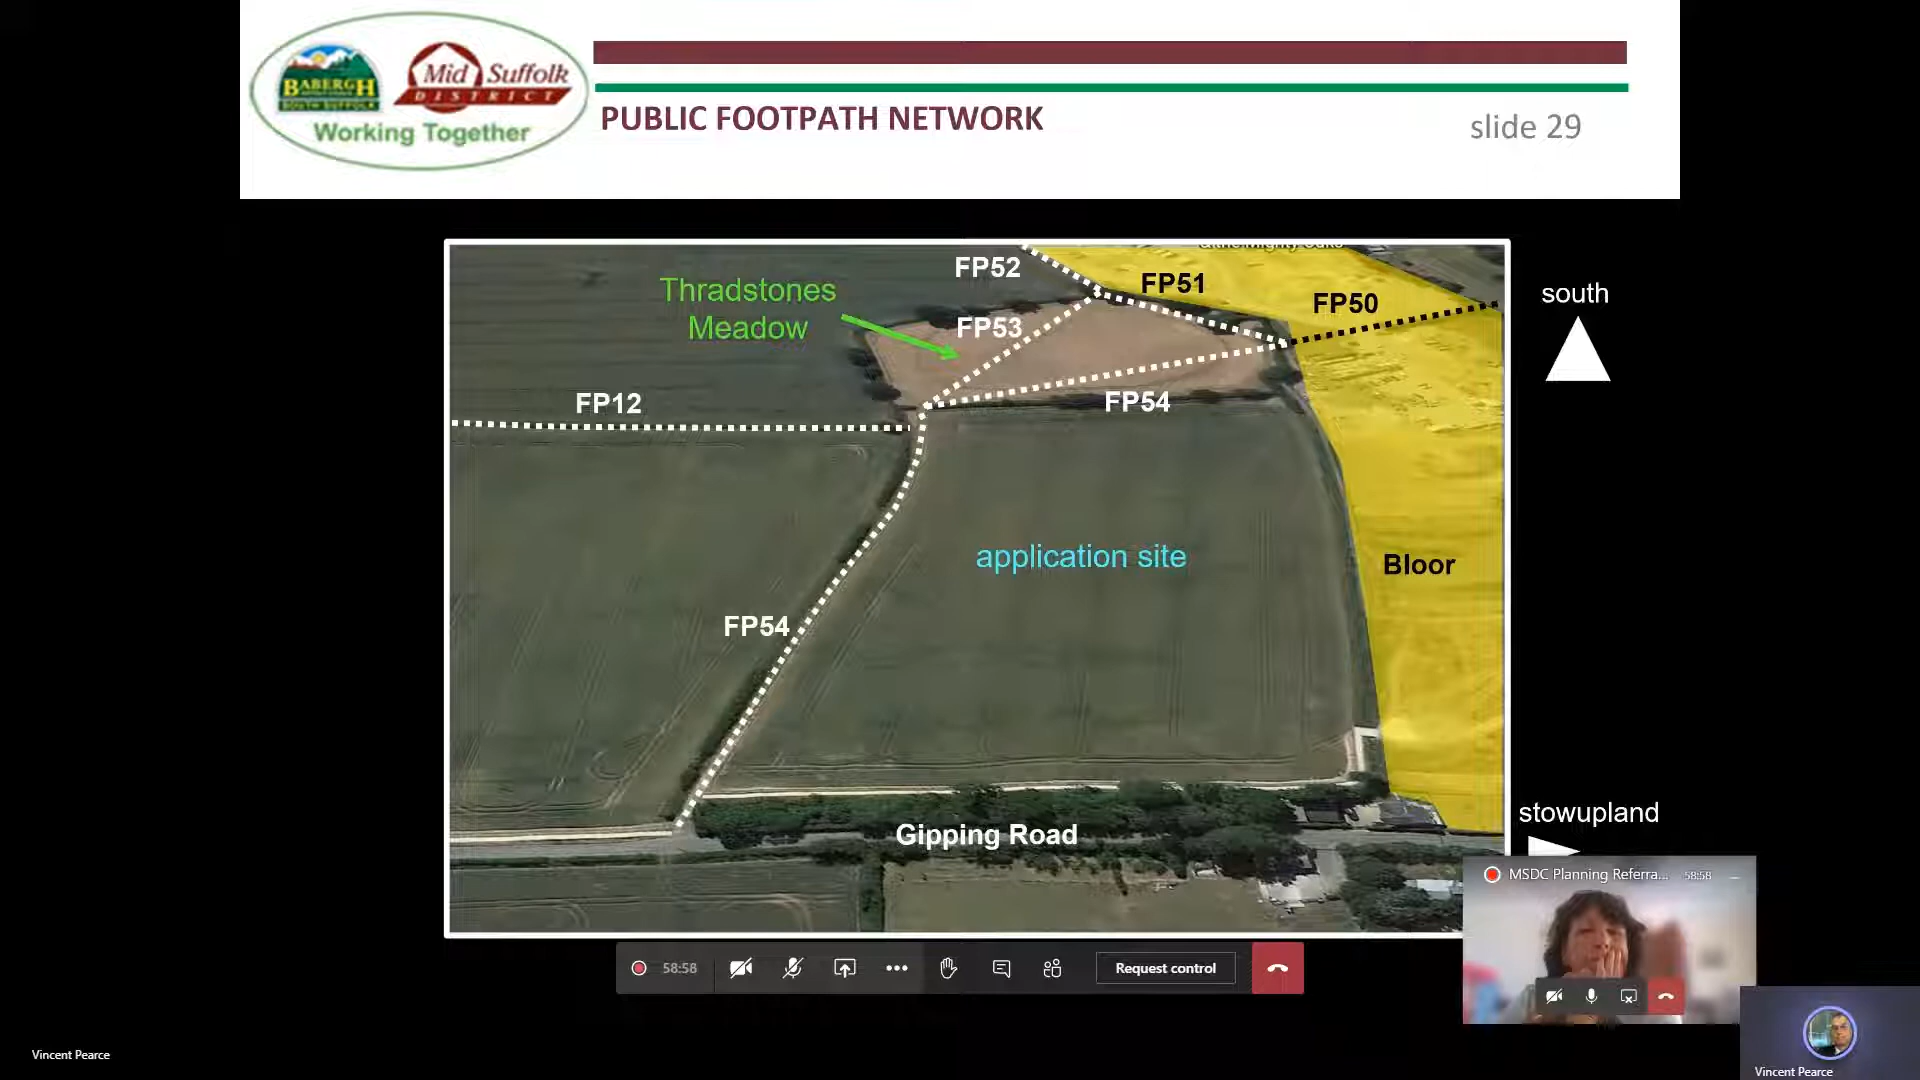 BABERGH
SOUTH SUFFOLK
Mid Suffolk
DISTRICT
Working Together
PUBLIC FOOTPATH NETWORK
slide 29
FP52
FP51
FP50
Thradstones
Meadow
FP53
FP12
FP54
south
application site
Bloor
FP54
stowupland
Gipping Road
MSDC Planning Referra... 58:58
58:58
Request control
Vincent Pearce
Vincent Pearce